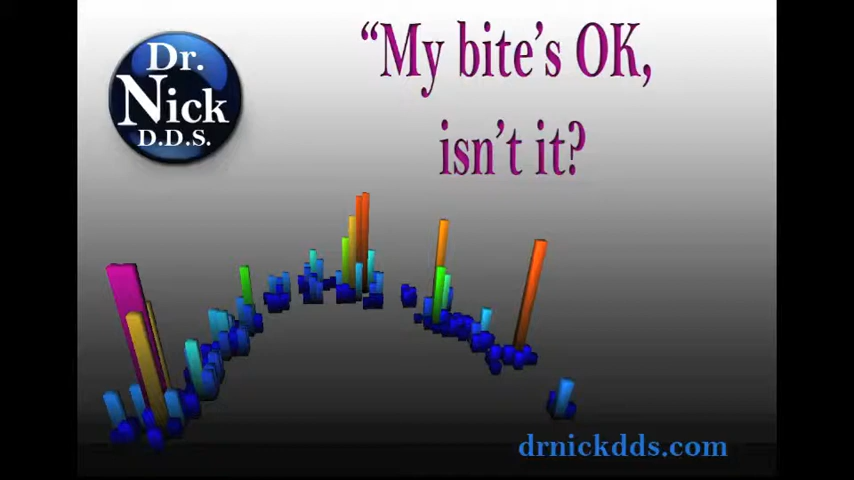 Dr.
Nick
D.D.S.
“My bite’s OK,
isn’t it?
drnickdds.com